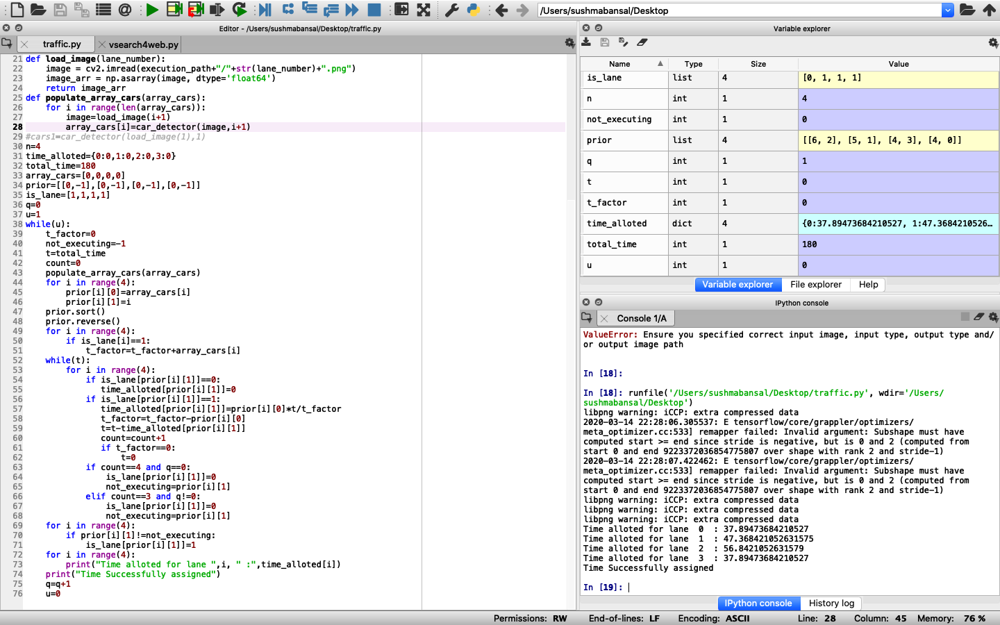 /Users/sushmabansal/Desktop
Editor - /Users/sushmabansal/Desktop/traffic.py
traffic.py
vsearch4web.py
21 def load_image(lane_number):
22     image = cv2.imread(execution_path+"/"+str(lane_number)+".png")
23     image_arr = np.asarray(image, dtype='float64')
24     return image_arr
25 def populate_array_cars(array_cars):
26     for i in range(len(array_cars)):
27         image=load_image(i+1)
28         array_cars[i]=car_detector(image,i+1)
29 #cars1=car_detector(load_image(1),1)
30 n=4
31 time_alloted={0:0,1:0,2:0,3:0}
32 total_time=180
33 array_cars=[0,0,0,0]
34 prior=[[0,-1],[0,-1],[0,-1],[0,-1]]
35 is_lane=[1,1,1,1]
36 q=0
37 u=1
38 while(u):
39     t_factor=0
40     not_executing=-1
41     t=total_time
42     count=0
43     populate_array_cars(array_cars)
44     for i in range(4):
45         prior[i][0]=array_cars[i]
46         prior[i][1]=i
47     prior.sort()
48     prior.reverse()
49     for i in range(4):
50         if is_lane[i]==1:
51             t_factor=t_factor+array_cars[i]
52     while(t):
53         for i in range(4):
54             if is_lane[prior[i][1]]==0:
55                time_alloted[prior[i][1]]=0
56             if is_lane[prior[i][1]]==1:
57                time_alloted[prior[i][1]]=prior[i][0]*t/t_factor
58                t_factor=t_factor-prior[i][0]
59                t=t-time_alloted[prior[i][1]]
60                count=count+1
61                if t_factor==0:
62                    t=0
63             if count==4 and q==0:
64                 is_lane[prior[i][1]]=0
65                 not_executing=prior[i][1]
66             elif count==3 and q!=0:
67                 is_lane[prior[i][1]]=0
68                 not_executing=prior[i][1]
69     for i in range(4):
70         if prior[i][1]!=not_executing:
71             is_lane[prior[i][1]]=1
72     for i in range(4):
73         print("Time alloted for lane ",i, " :",time_alloted[i])
74     print("Time Successfully assigned")
75     q=q+1
76     u=0
Variable explorer
Name Type Size Value
is_lane list 4 [0, 1, 1, 1]
n int 1 4
not_executing int 1 0
prior list 4 [[6, 2], [5, 1], [4, 3], [4, 0]]
q int 1 1
t int 1 0
t_factor int 1 0
time_alloted dict 4 {0:37.89473684210527, 1:47.3684210526…
total_time int 1 180
u int 1 0
Variable explorer File explorer Help
IPython console
Console 1/A
ValueError: Ensure you specified correct input image, input type, output type and/
or output image path
In [18]:
In [18]: runfile('/Users/sushmabansal/Desktop/traffic.py', wdir='/Users/
sushmabansal/Desktop')
libpng warning: iCCP: extra compressed data
2020-03-14 22:28:06.305537: E tensorflow/core/grappler/optimizers/
meta_optimizer.cc:533] remapper failed: Invalid argument: Subshape must have
computed start >= end since stride is negative, but is 0 and 2 (computed from
start 0 and end 9223372036854775807 over shape with rank 2 and stride-1)
2020-03-14 22:28:07.422462: E tensorflow/core/grappler/optimizers/
meta_optimizer.cc:533] remapper failed: Invalid argument: Subshape must have
computed start >= end since stride is negative, but is 0 and 2 (computed from
start 0 and end 9223372036854775807 over shape with rank 2 and stride-1)
libpng warning: iCCP: extra compressed data
libpng warning: iCCP: extra compressed data
libpng warning: iCCP: extra compressed data
Time alloted for lane  0  : 37.89473684210527
Time alloted for lane  1  : 47.368421052631575
Time alloted for lane  2  : 56.8421052631579
Time alloted for lane  3  : 37.89473684210527
Time Successfully assigned
In [19]:
IPython console History log
Permissions: RW End-of-lines: LF Encoding: ASCII Line: 28 Column: 45 Memory: 76 %